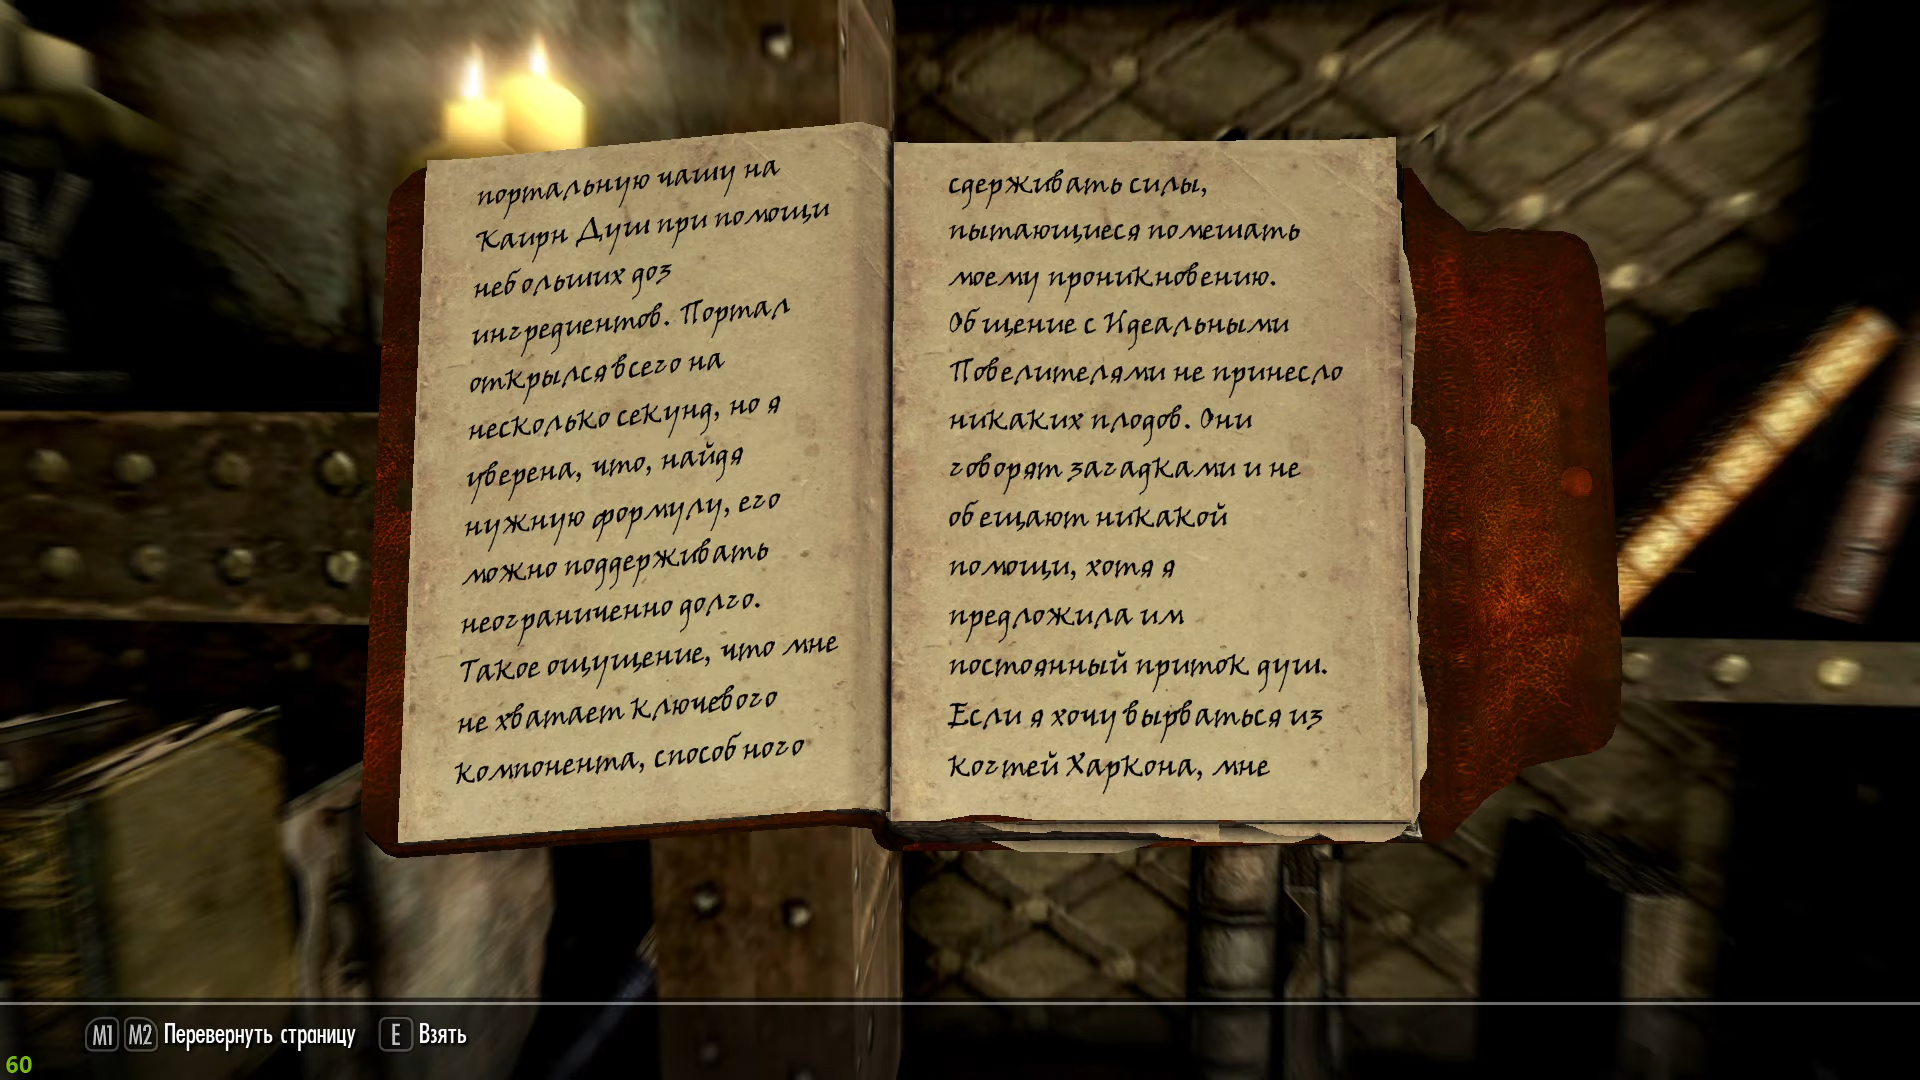 портальную чашу на
Каирн Душ при помощи
небольших доз
ингредиентов. Портал
открылся всего на
несколько секунд, но я
уверена, что, найдя
нужную формулу, его
можно поддерживать
неограниченно долго.
Такое ощущение, что мне
не хватает ключевого
компонента, способного
сдерживать силы,
пытающиеся помешать
моему проникновению.
Общение с Идеальными
Повелителями не принесло
никаких плодов. Они
говорят загадками и не
обещают никакой
помощи, хотя я
предложила им
постоянный приток душ.
Если я хочу вырваться из
когтей Харкона, мне
M1 M2 Перевернуть страницу E Взять
60